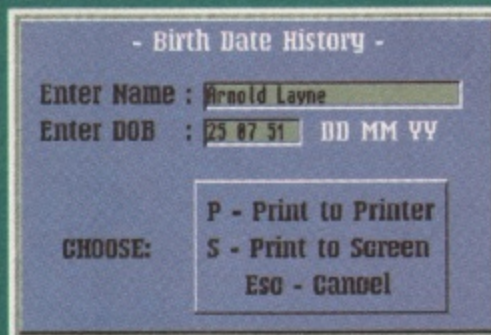 - Birth Date History -
Enter Name : Arnold Layne
Enter DOB : 25 07 51 DD MM YY
CHOOSE:
P - Print to Printer
S - Print to Screen
Esc - Cancel